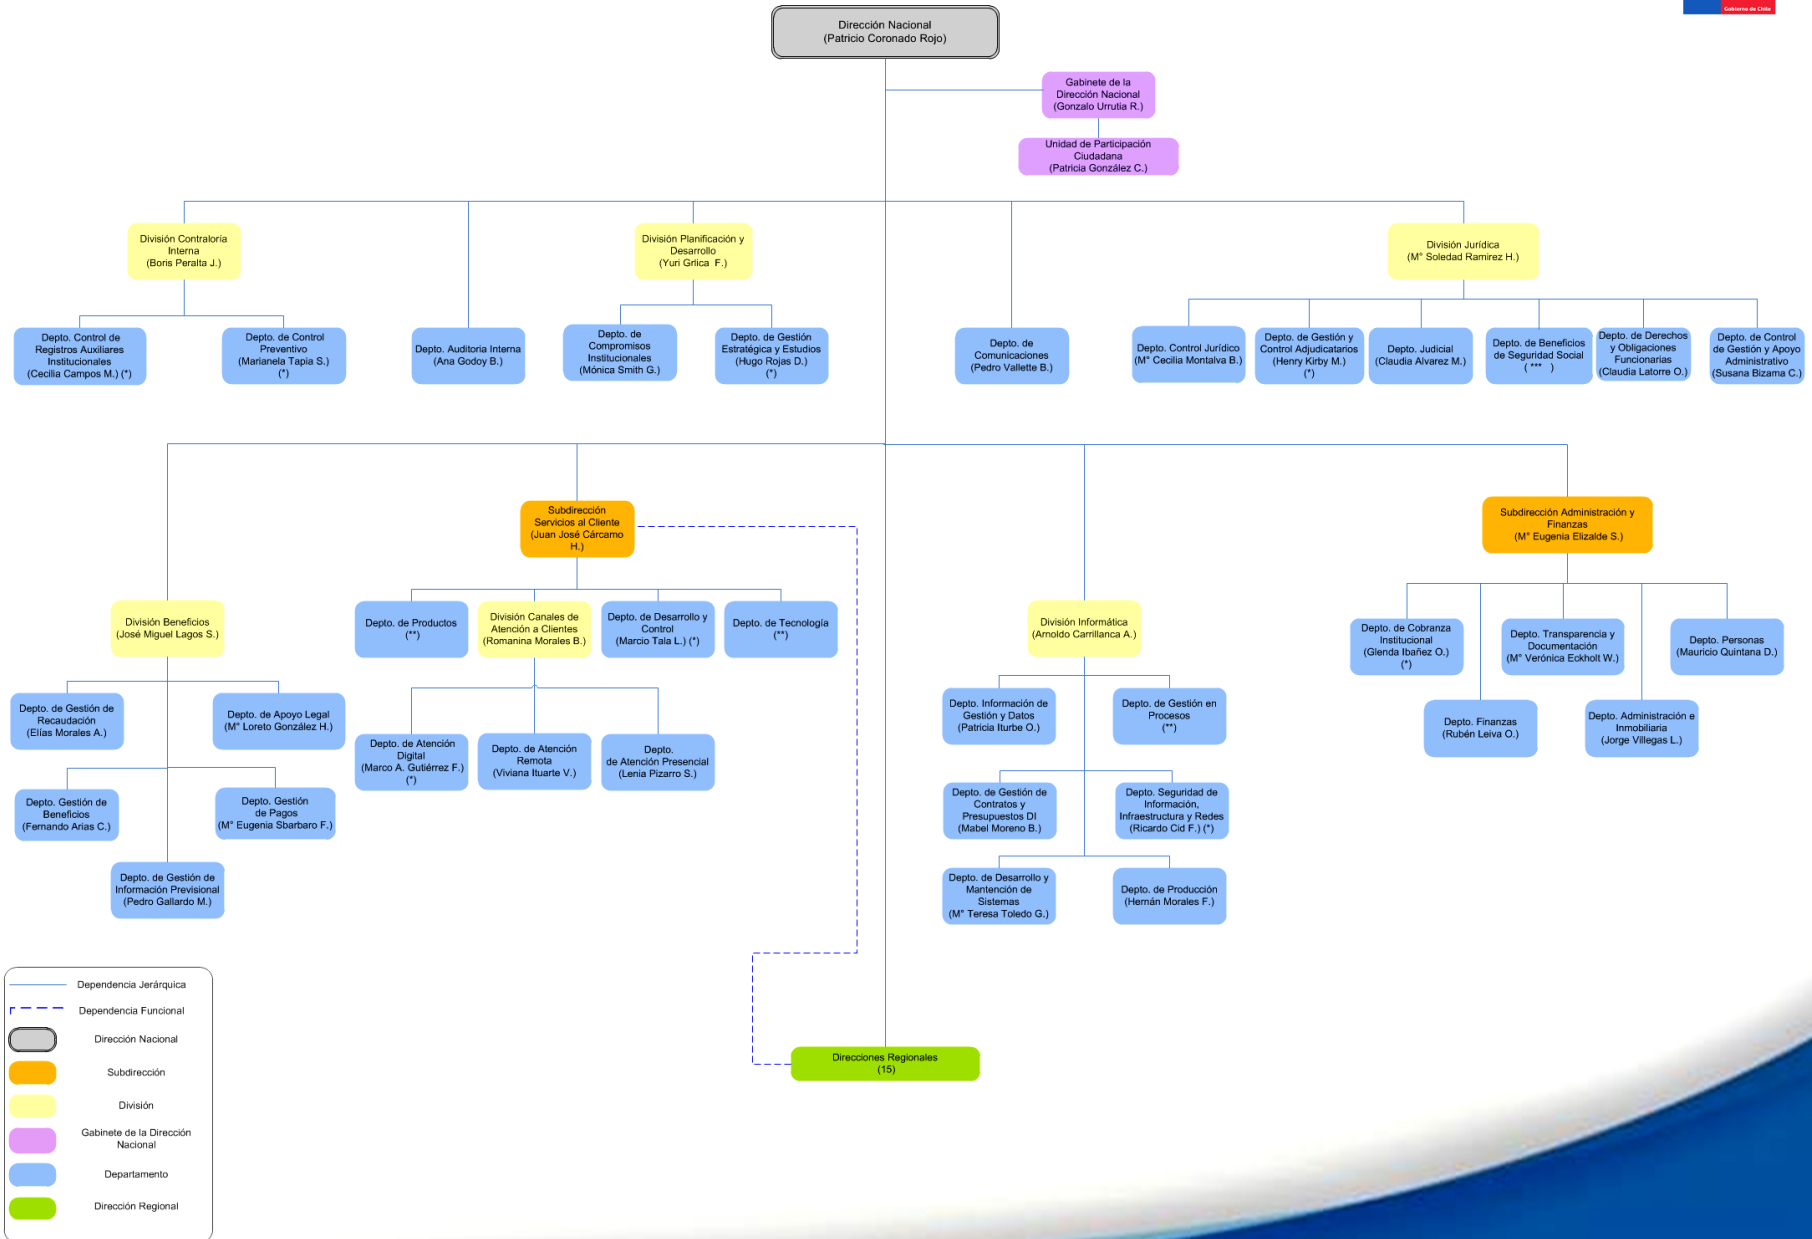 Gobierno de Chile
Dirección Nacional
(Patricio Coronado Rojo)
Gabinete de la
Dirección Nacional
(Gonzalo Urrutia R.)
Unidad de Participación
Ciudadana
(Patricia González C.)
División Contraloría
Interna
(Boris Peralta J.)
División Planificación y
Desarrollo
(Yuri Grlica F.)
División Jurídica
(M° Soledad Ramirez H.)
Depto. Control de
Registros Auxiliares
Institucionales
(Cecilia Campos M.) (*)
Depto. de Control
Preventivo
(Marianela Tapia S.)
(*)
Depto. Auditoria Interna
(Ana Godoy B.)
Depto. de
Compromisos
Institucionales
(Mónica Smith G.)
Depto. de Gestión
Estratégica y Estudios
(Hugo Rojas D.)
(*)
Depto. de
Comunicaciones
(Pedro Vallette B.)
Depto. Control Jurídico
(M° Cecilia Montalva B.)
Depto. de Gestión y
Control Adjudicatarios
(Henry Kirby M.)
(*)
Depto. Judicial
(Claudia Alvarez M.)
Depto. de Beneficios
de Seguridad Social
( *** )
Depto. de Derechos
y Obligaciones
Funcionarias
(Claudia Latorre O.)
Depto. de Control
de Gestión y Apoyo
Administrativo
(Susana Bizama C.)
Subdirección
Servicios al Cliente
(Juan José Cárcamo
H.)
Subdirección Administración y
Finanzas
(M° Eugenia Elizalde S.)
División Beneficios
(José Miguel Lagos S.)
Depto. de Productos
(**)
División Canales de
Atención a Clientes
(Romanina Morales B.)
Depto. de Desarrollo y
Control
(Marcio Tala L.) (*)
Depto. de Tecnología
(**)
División Informática
(Arnoldo Carrillanca A.)
Depto. de Cobranza
Institucional
(Glenda Ibañez O.)
(*)
Depto. Transparencia y
Documentación
(M° Verónica Eckholt W.)
Depto. Personas
(Mauricio Quintana D.)
Depto. Finanzas
(Rubén Leiva O.)
Depto. Administración e
Inmobiliaria
(Jorge Villegas L.)
Depto. de Gestión de
Recaudación
(Elías Morales A.)
Depto. de Apoyo Legal
(M° Loreto González H.)
Depto. de Atención
Digital
(Marco A. Gutiérrez F.)
(*)
Depto. de Atención
Remota
(Viviana Ituarte V.)
Depto.
de Atención Presencial
(Lenia Pizarro S.)
Depto. Información de
Gestión y Datos
(Patricia Iturbe O.)
Depto. de Gestión en
Procesos
(**)
Depto. Gestión de
Beneficios
(Fernando Arias C.)
Depto. Gestión
de Pagos
(M° Eugenia Sbarbaro F.)
Depto. de Gestión de
Contratos y
Presupuestos DI
(Mabel Moreno B.)
Depto. Seguridad de
Información,
Infraestructura y Redes
(Ricardo Cid F.) (*)
Depto. de Gestión de
Información Previsional
(Pedro Gallardo M.)
Depto. de Desarrollo y
Mantención de
Sistemas
(M° Teresa Toledo G.)
Depto. de Producción
(Hernán Morales F.)
Direcciones Regionales
(15)
Dependencia Jerárquica
Dependencia Funcional
Dirección Nacional
Subdirección
División
Gabinete de la Dirección
Nacional
Departamento
Dirección Regional